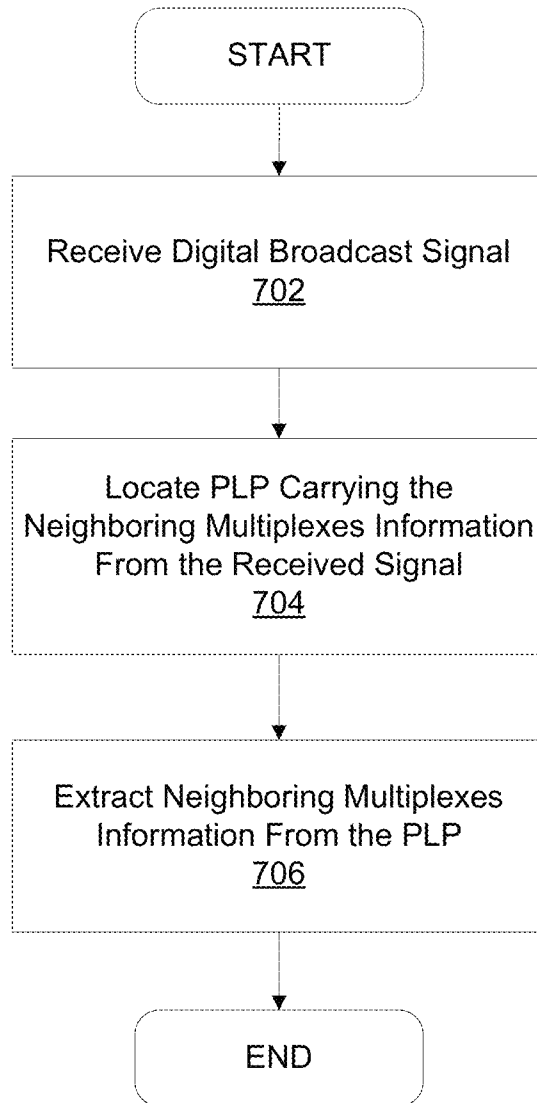 START
Receive Digital Broadcast Signal
702
Locate PLP Carrying the
Neighboring Multiplexes Information
From the Received Signal
704
Extract Neighboring Multiplexes
Information From the PLP
706
END